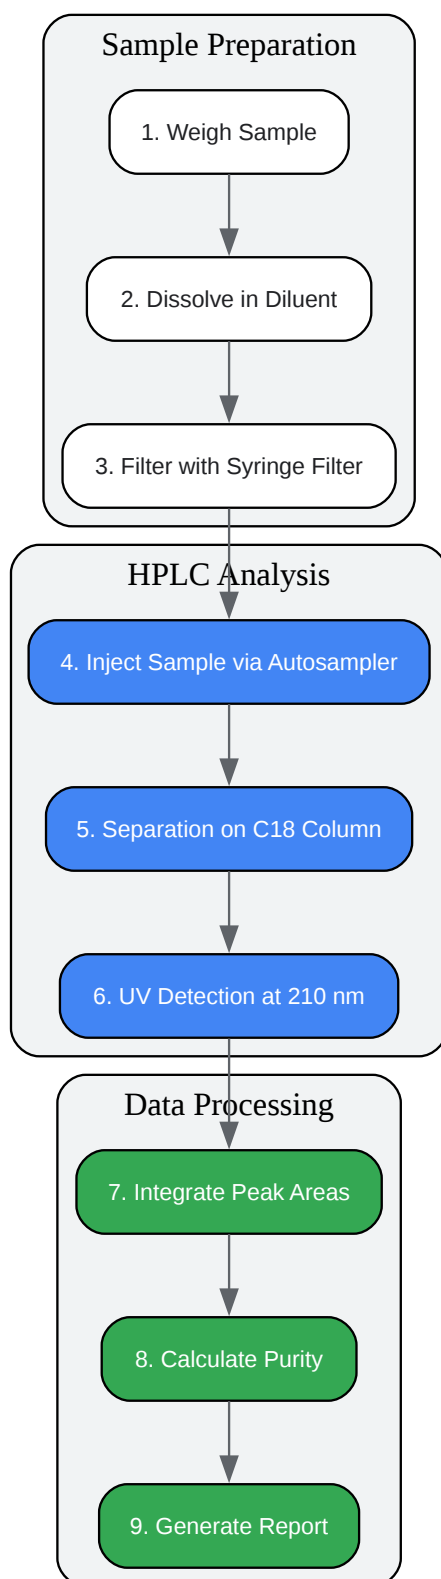 Sample Preparation
1. Weigh Sample
2. Dissolve in Diluent
3. Filter with Syringe Filter
HPLC Analysis
4. Inject Sample via Autosampler
5. Separation on C18 Column
6. UV Detection at 210 nm
Data Processing
7. Integrate Peak Areas
8. Calculate Purity
9. Generate Report